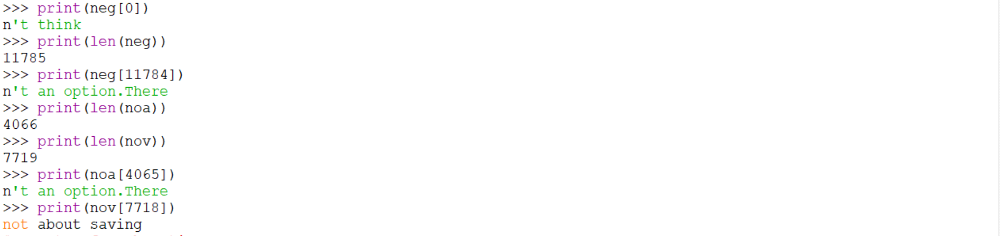 >>> print(neg[0])
n't think
>>> print(len(neg))
11785
>>> print(neg[11784])
n't an option.There
>>> print(len(noa))
4066
>>> print(len(nov))
7719
>>> print(noa[4065])
n't an option.There
>>> print(nov[7718])
not about saving